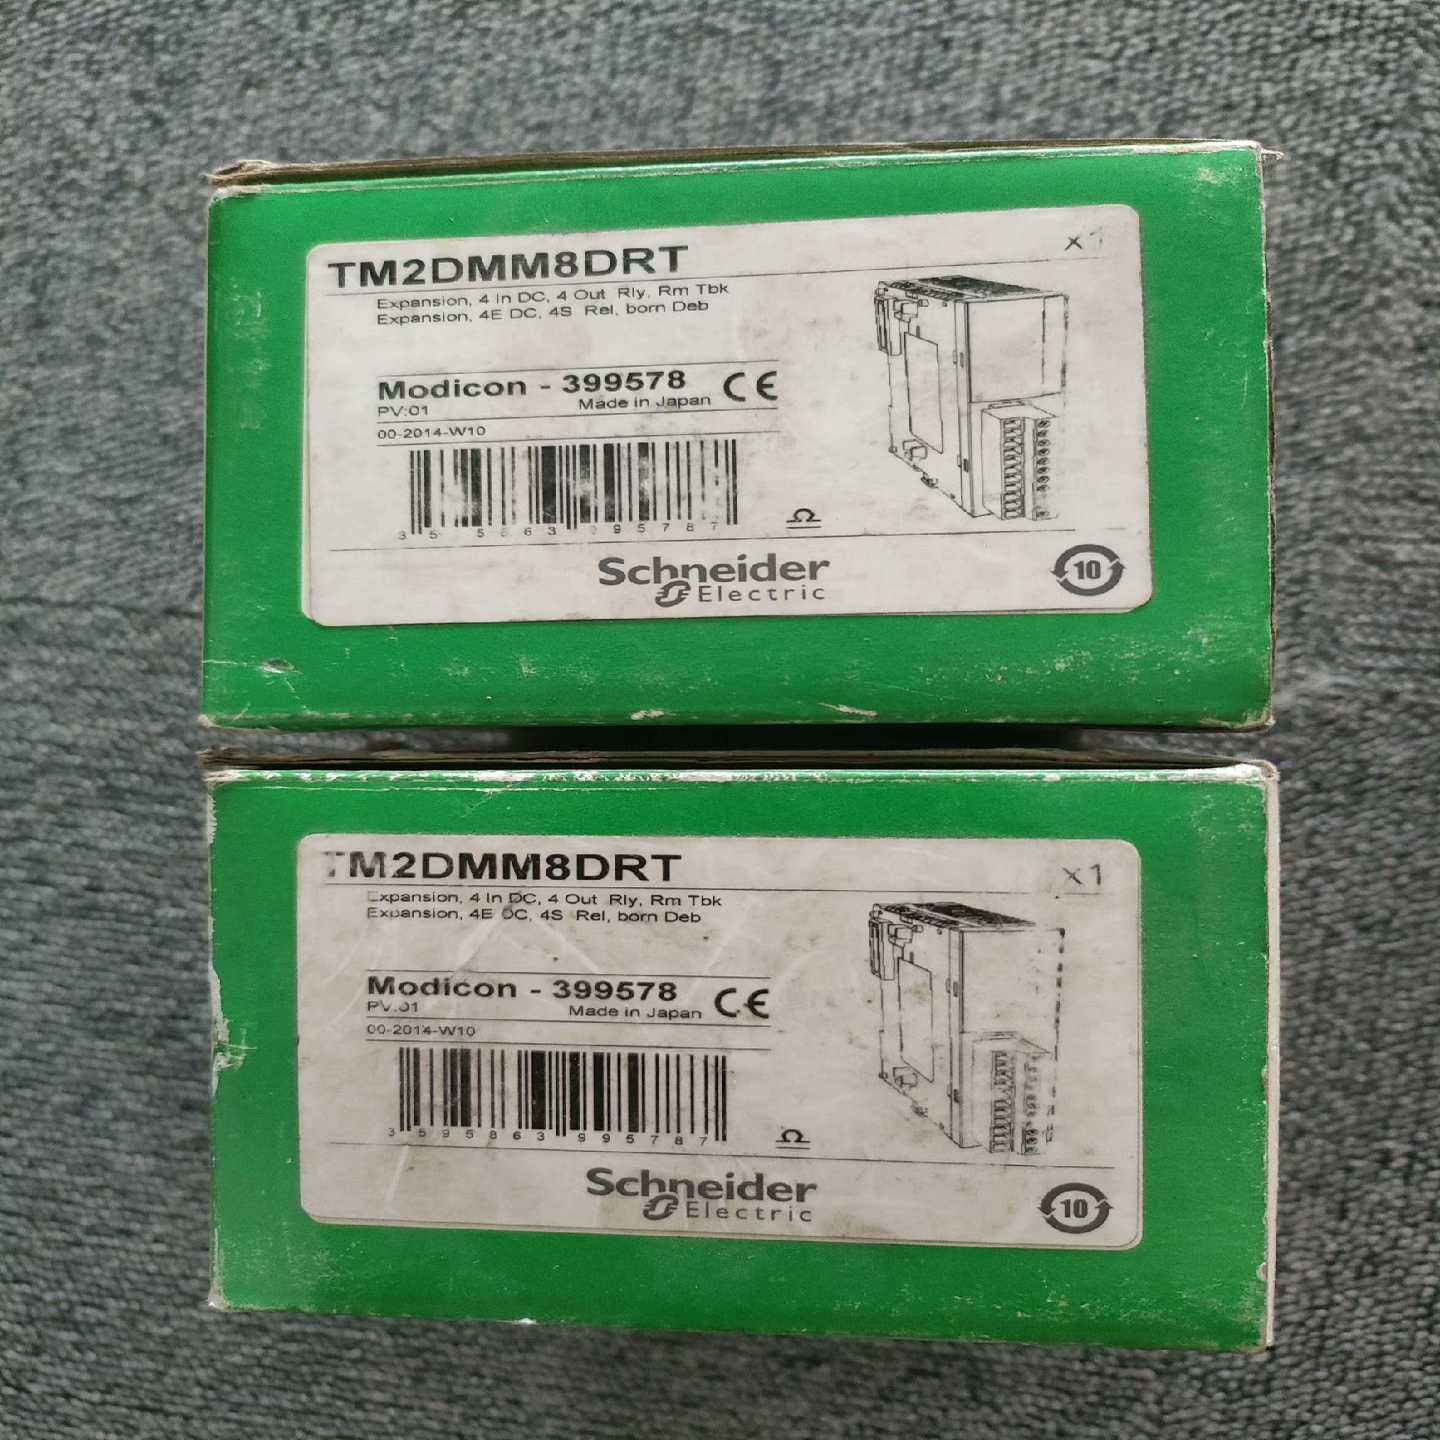 TM2DMM8DRT
x1
Expansion, 4 In DC, 4 Out Rly, Rm Tbk
Expansion, 4E DC, 4S Rel, born Deb
Modicon - 399578 CE
PV:01 Made in Japan
00-2014-W10
Schneider
Electric
10
TM2DMM8DRT
x1
Expansion, 4 In DC, 4 Out Rly, Rm Tbk
Expansion, 4E DC, 4S Rel, born Deb
Modicon - 399578 CE
PV:01 Made in Japan
00-2014-W10
3 595863 995787
Schneider
Electric
10